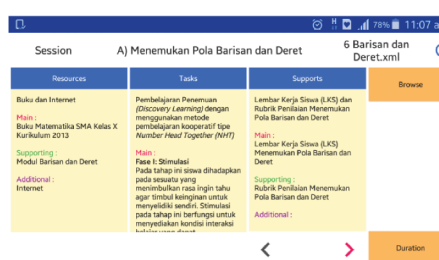 78% 11:07 a
Session
A) Menemukan Pola Barisan dan Deret
6 Barisan dan
Deret.xml
Resources
Tasks
Supports
Browse
Buku dan Internet
Main :
Buku Matematika SMA Kelas X
Kurikulum 2013
Supporting :
Modul Barisan dan Deret
Additional :
Internet
Pembelajaran Penemuan
(Discovery Learning) dengan
menggunakan metode
pembelajaran kooperatif tipe
Number Head Together (NHT)
Main :
Fase I: Stimulasi
Pada tahap ini siswa dihadapkan
pada sesuatu yang
menimbulkan rasa ingin tahu
agar timbul keinginan untuk
menyelidiki sendiri. Stimulasi
pada tahap ini berfungsi untuk
menyediakan kondisi interaksi
belajar yang dapat
Lembar Kerja Siswa (LKS) dan
Rubrik Penilaian Menemukan
Pola Barisan dan Deret
Main :
Lembar Kerja Siswa (LKS)
Menemukan Pola Barisan dan
Deret
Supporting :
Rubrik Penilaian Menemukan
Pola Barisan dan Deret
Additional :
Duration